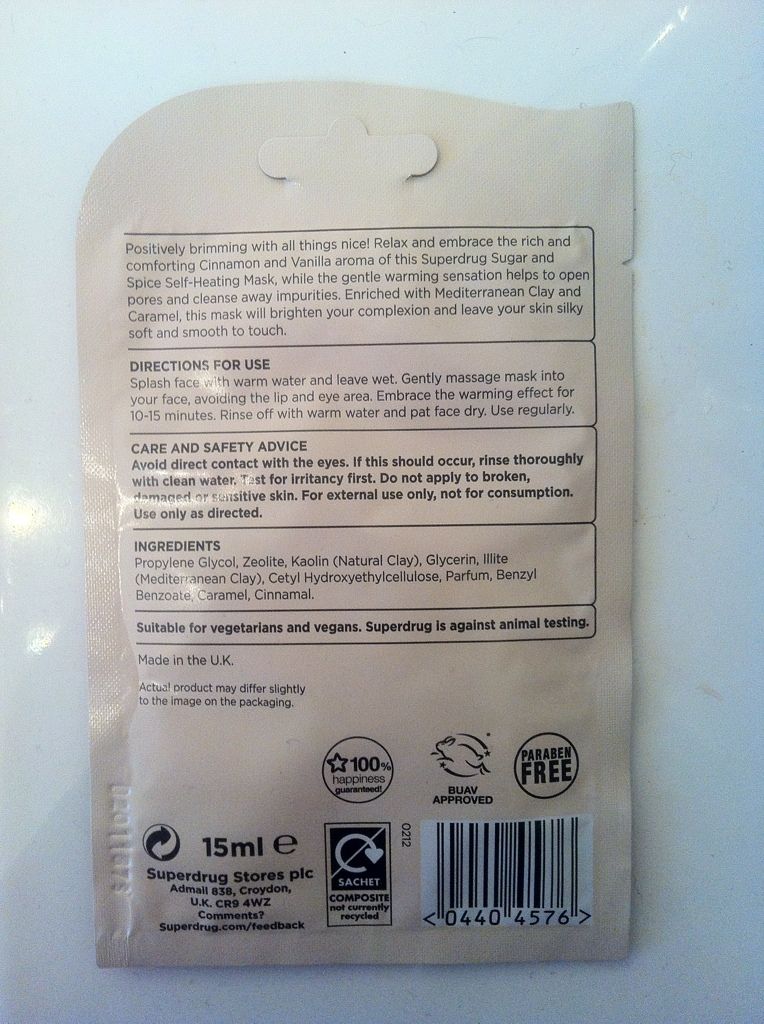 Positively brimming with all things nice! Relax and embrace the rich and
comforting Cinnamon and Vanilla aroma of this Superdrug Sugar and
Spice Self-Heating Mask, while the gentle warming sensation helps to open
pores and cleanse away impurities. Enriched with Mediterranean Clay and
Caramel, this mask will brighten your complexion and leave your skin silky
soft and smooth to touch.
DIRECTIONS FOR USE
Splash face with warm water and leave wet. Gently massage mask into
your face, avoiding the lip and eye area. Embrace the warming effect for
10-15 minutes. Rinse off with warm water and pat face dry. Use regularly.
CARE AND SAFETY ADVICE
Avoid direct contact with the eyes. If this should occur, rinse thoroughly
with clean water. Test for irritancy first. Do not apply to broken,
damaged or sensitive skin. For external use only, not for consumption.
Use only as directed.
INGREDIENTS
Propylene Glycol, Zeolite, Kaolin (Natural Clay), Glycerin, Illite
(Mediterranean Clay), Cetyl Hydroxyethylcellulose, Parfum, Benzyl
Benzoate, Caramel, Cinnamal.
Suitable for vegetarians and vegans. Superdrug is against animal testing.
Made in the U.K.
Actual product may differ slightly
to the image on the packaging.
100%
happiness
guaranteed!
BUAV
APPROVED
PARABEN
FREE
15ml e
Superdrug Stores plc
Admail 838, Croydon,
U.K. CR9 4WZ
Comments?
Superdrug.com/feedback
SACHET
COMPOSITE
not currently
recycled
0212
<0440 4576>